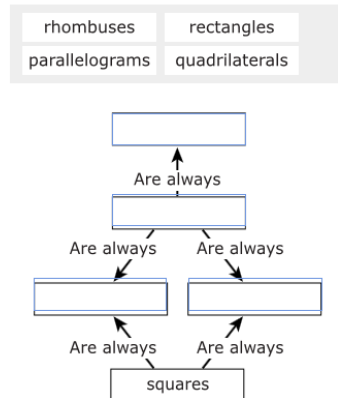 rhombuses rectangles
parallelograms quadrilaterals
Are always
Are always Are always
Are always Are always
squares